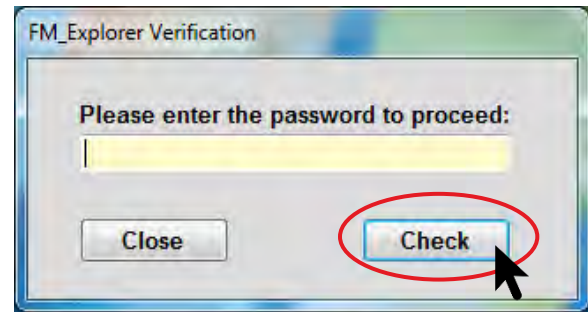 FM_Explorer Verification
Please enter the password to proceed:
Close Check